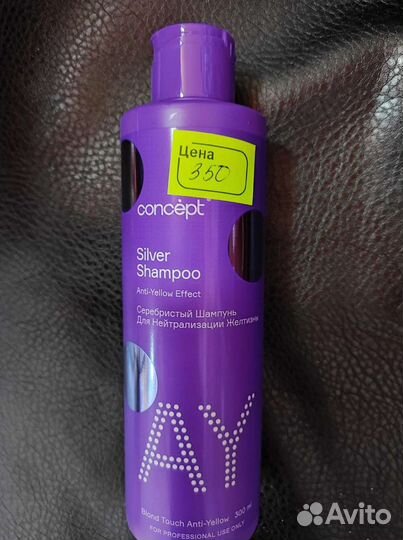 Цена
350
concèpt
Silver
Shampoo
Anti-Yellow Effect
Серебристый Шампунь
Для Нейтрализации Желтизны
AY
Blond Touch Anti-Yellow 300 ml
FOR PROFESSIONAL USE ONLY
Avito